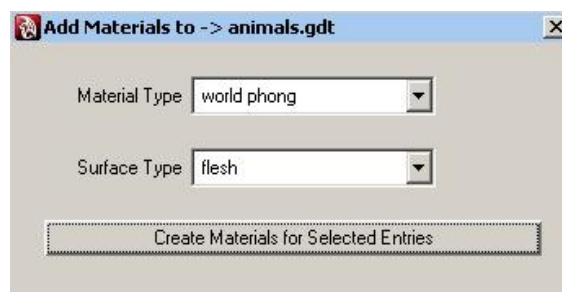 Add Materials to -> animals.gdt
Material Type world phong
Surface Type flesh
Create Materials for Selected Entries